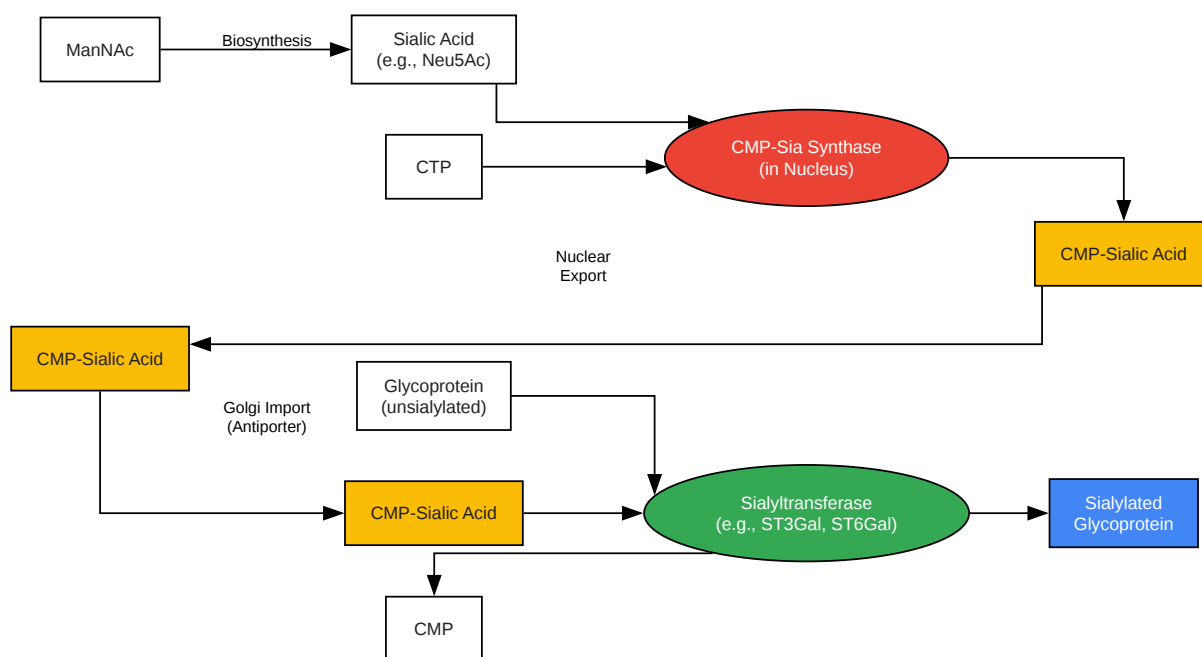 ManNAc
Biosynthesis
Sialic Acid
(e.g., Neu5Ac)
CTP
CMP-Sia Synthase
(in Nucleus)
CMP-Sialic Acid
Nuclear
Export
CMP-Sialic Acid
Glycoprotein
(unsialylated)
Golgi Import
(Antiporter)
CMP-Sialic Acid
Sialyltransferase
(e.g., ST3Gal, ST6Gal)
Sialylated
Glycoprotein
CMP